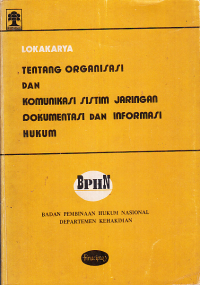 LOKAKARYA
TENTANG ORGANISASI
DAN
KOMUNIKASI SISTIM JARINGAN
DOKUMENTASI DAN INFORMASI
HUKUM
BPHN
BADAN PEMBINAAN HUKUM NASIONAL
DEPARTEMEN KEHAKIMAN